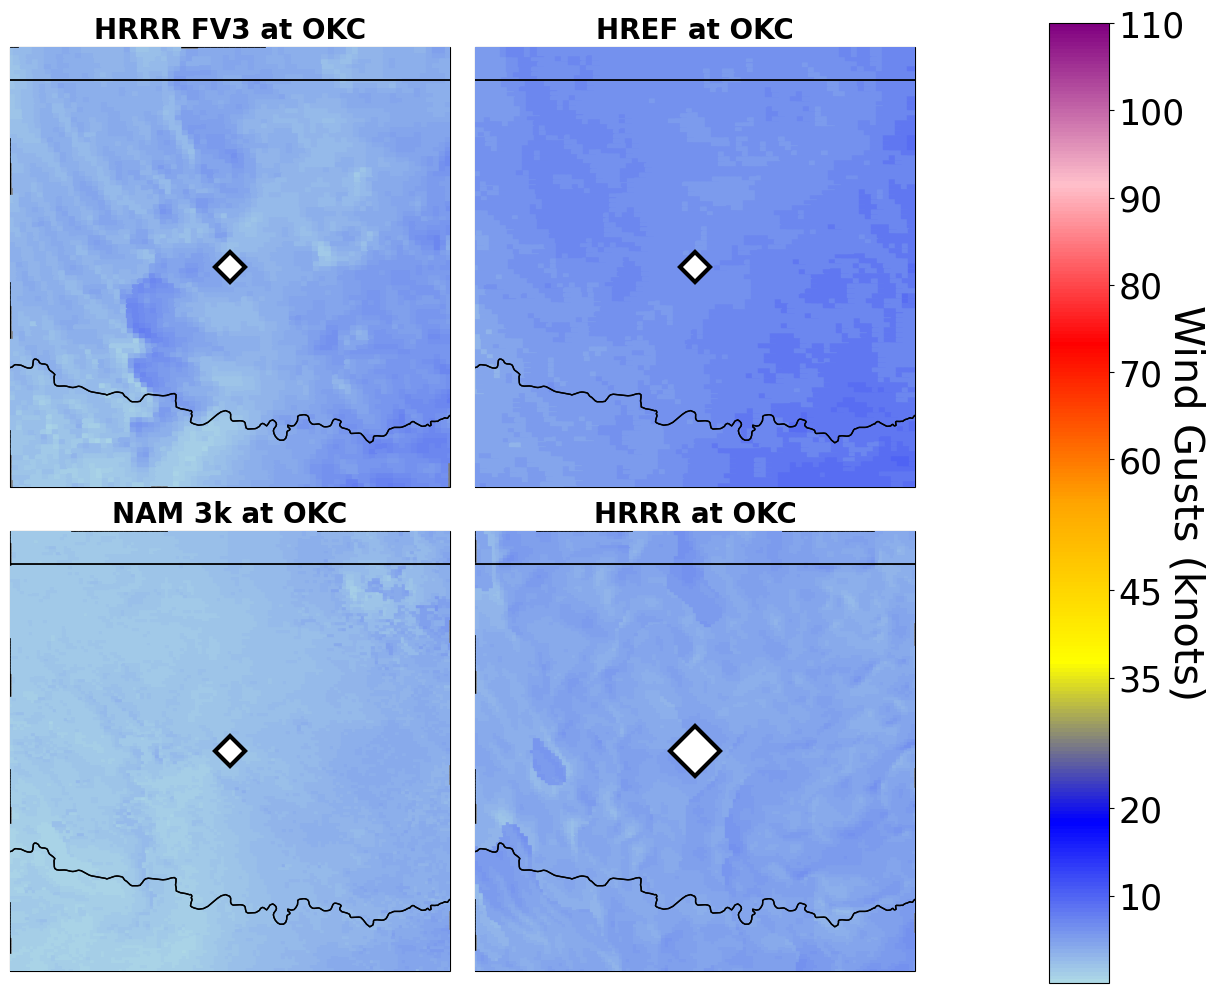 HRRR FV3 at OKC
HREF at OKC
NAM 3k at OKC
HRRR at OKC
110
100
90
80
70
60
45
35
20
10
Wind Gusts (knots)